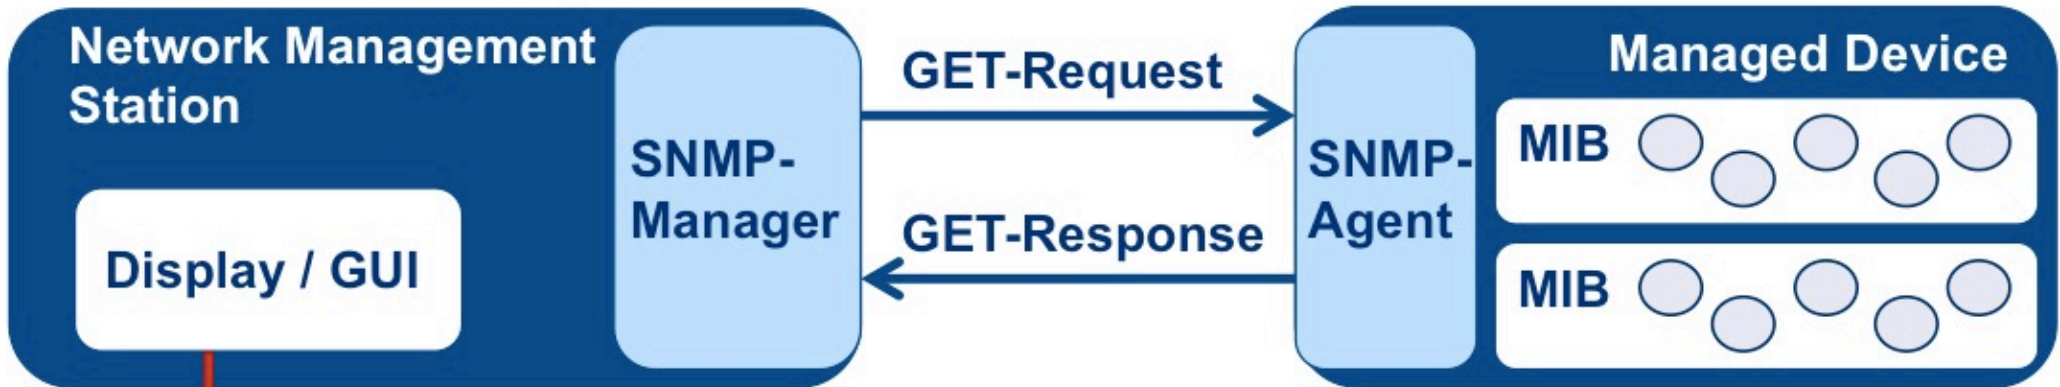 Network Management
Station
Display / GUI
SNMP-
Manager
GET-Request
GET-Response
SNMP-
Agent
Managed Device
MIB
MIB